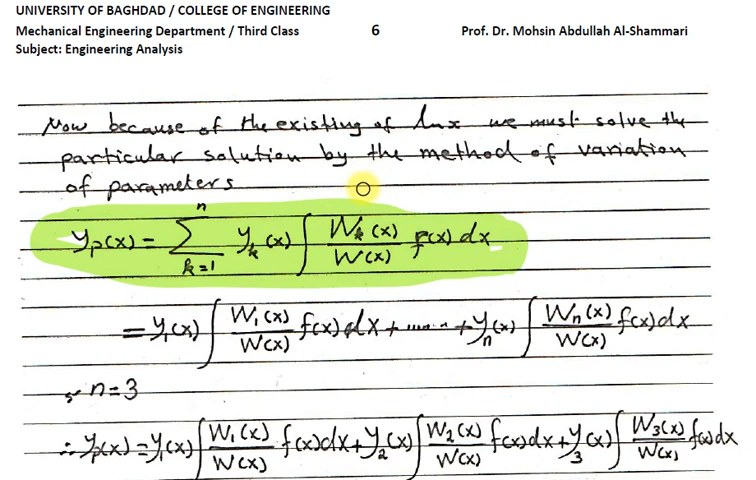 UNIVERSITY OF BAGHDAD / COLLEGE OF ENGINEERING
Mechanical Engineering Department / Third Class 6 Prof. Dr. Mohsin Abdullah Al-Shammari
Subject: Engineering Analysis
Now because of the existing of lnx we must solve the
particular solution by the method of variation
of parameters
yₚ(x) = ∑_{k=1}^{n} yₖ(x) ∫ Wₖ(x)/W(x) f(x) dx
= y₁(x) ∫ W₁(x)/W(x) f(x) dx + ...... + yₙ(x) ∫ Wₙ(x)/W(x) f(x) dx
∵ n = 3
∴ yₚ(x) = y₁(x) ∫ W₁(x)/W(x) f(x) dx + y₂(x) ∫ W₂(x)/W(x) f(x) dx + y₃(x) ∫ W₃(x)/W(x) f(x) dx